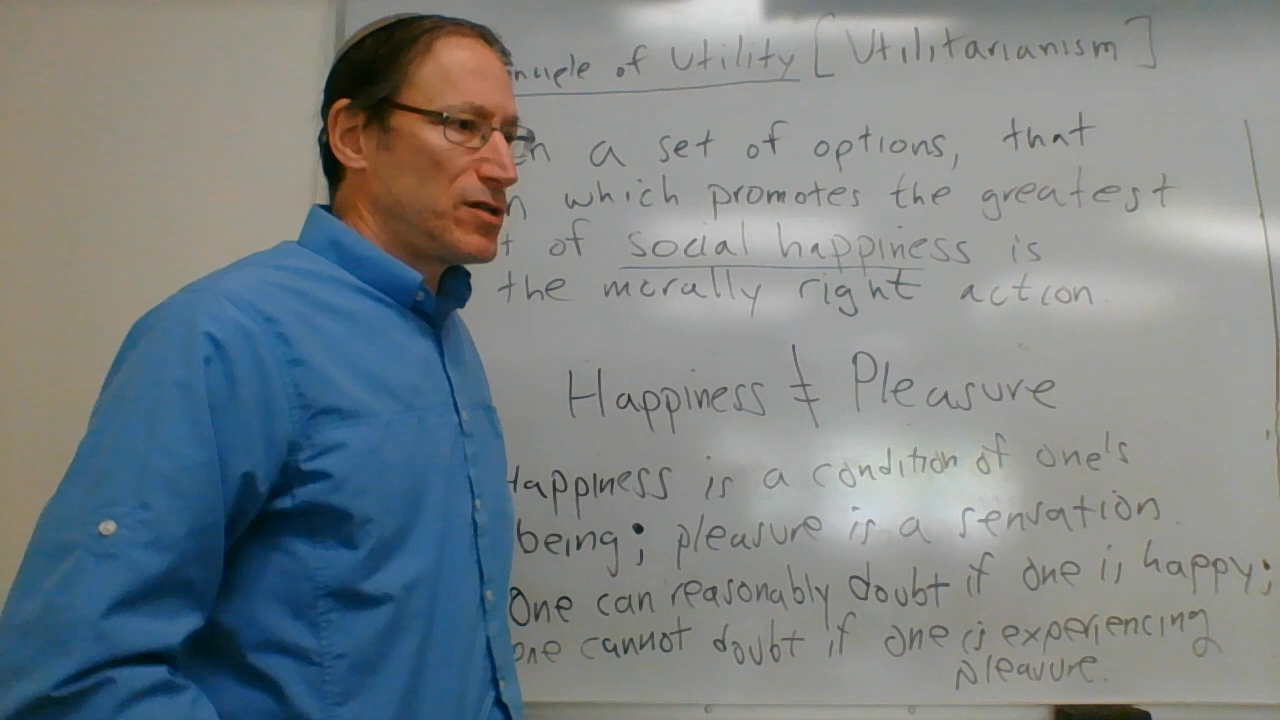 of Utility [Utilitarianism]
a set of options, that
which promotes the greatest
of social happiness is
the morally right action.
Happiness ≠ Pleasure
Happiness is a condition of one's
being; pleasure is a sensation.
One can reasonably doubt if one is happy;
one cannot doubt if one is experiencing
pleasure.